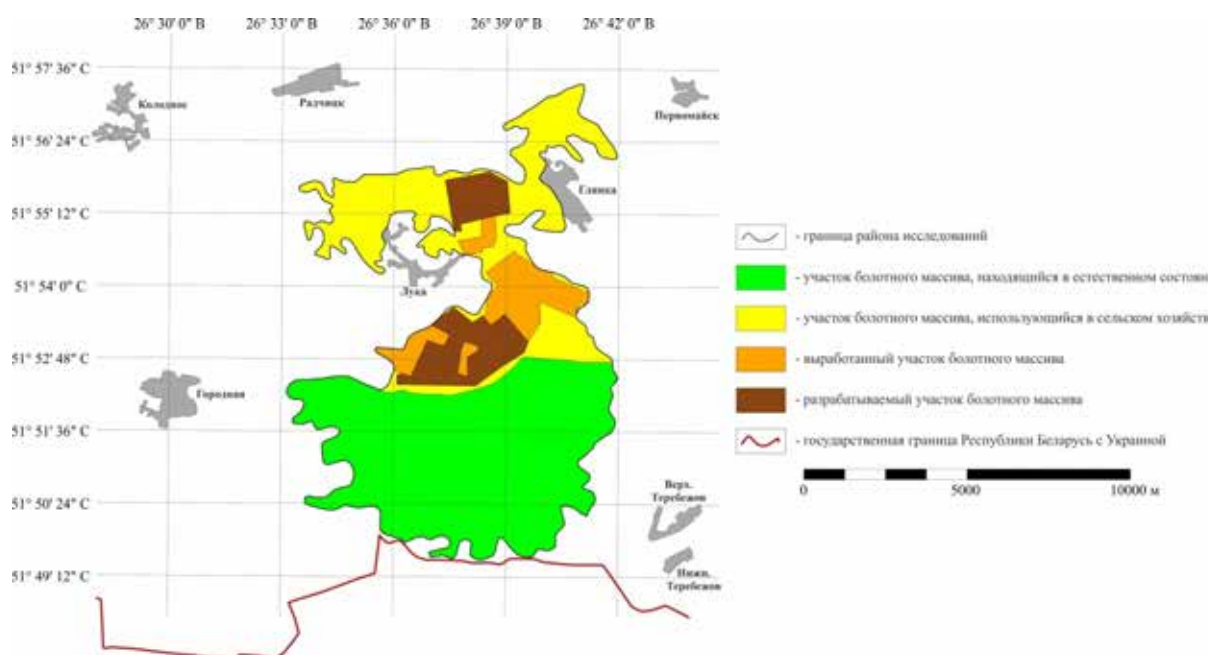 26° 30' 0" В 26° 33' 0" В 26° 36' 0" В 26° 39' 0" В 26° 42' 0" В
51° 57' 36" С
Колодное
Радчицк
Первомайск
51° 56' 24" С
Глинка
51° 55' 12" С
51° 54' 0" С
Лука
51° 52' 48" С
Городная
51° 51' 36" С
51° 50' 24" С
Верх.
Теребежов
51° 49' 12" С
Нижн.
Теребежов
- граница района исследований
- участок болотного массива, находящийся в естественном состоян
- участок болотного массива, использующийся в сельском хозяйств
- выработанный участок болотного массива
- разрабатываемый участок болотного массива
- государственная граница Республики Беларусь с Украиной
0 5000 10000 м